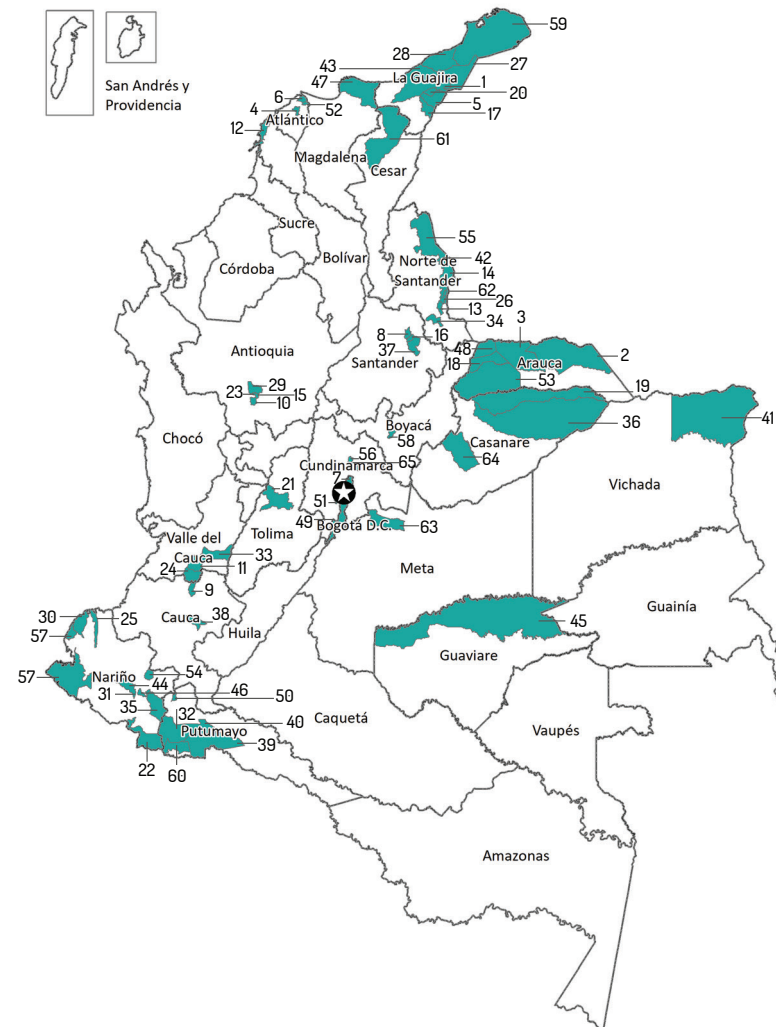 59
28
43
27
La Guajira
47
1
20
San Andrés y
Providencia
6
5
52
4
17
Atlántico
12
61
Magdalena
Cesar
Sucre
55
42
Norte de
Bolívar
Córdoba
14
Santander
62
26
13
34
3
8
16
48
2
Antioquia
37
Arauca
18
Santander
53
29
19
23
15
10
Boyacá
41
36
58
Chocó
Casanare
56
64
Cundinamarca
65
7
21
Vichada
51
49
Bogotá D.C.
63
Tolima
Valle del
Cauca
33
24
11
Meta
9
Guainía
30
25
Cauca
38
45
57
Huila
Guaviare
57
54
Nariño
44
46
31
50
35
32
Caquetá
40
Putumayo
Vaupés
39
22
60
Amazonas